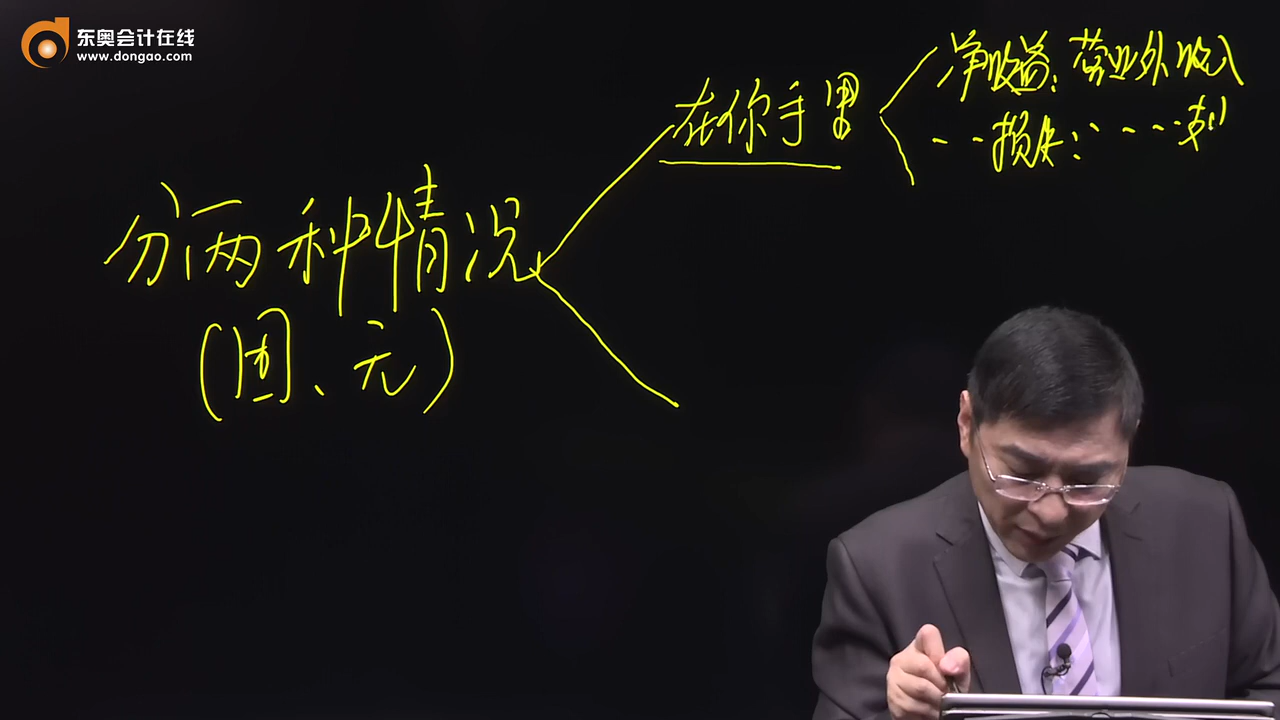 东奥会计在线
www.dongao.com
净收益：营业外收入
在你手里
‥损失：‥‥支
分两种情况
（固、无）